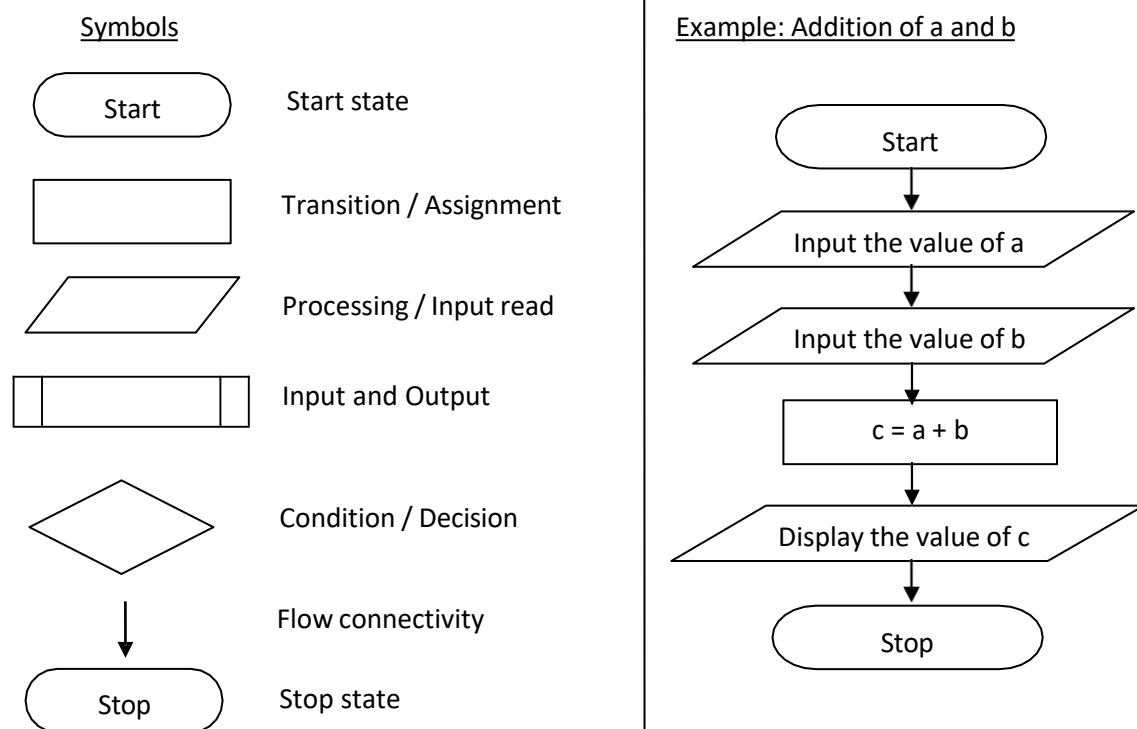 Symbols
Start
Start state
Transition / Assignment
Processing / Input read
Input and Output
Condition / Decision
Flow connectivity
Stop
Stop state
Example: Addition of a and b
Start
Input the value of a
Input the value of b
c = a + b
Display the value of c
Stop